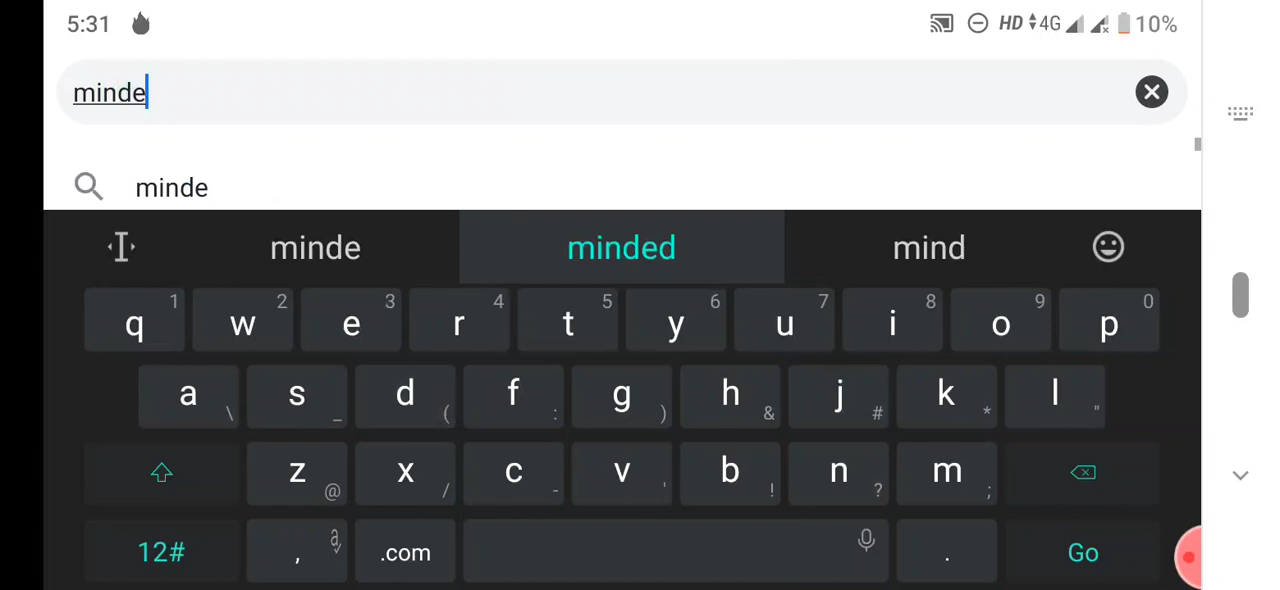 5:31 HD 4G 10%
minde
minde
minde minded mind
1 2 3 4 5 6 7 8 9 0
q w e r t y u i o p
a s d f g h j k l
\ _ ( : ) & # * "
z x c v b n m
@ / - ' ! ? ;
12# , .com . Go